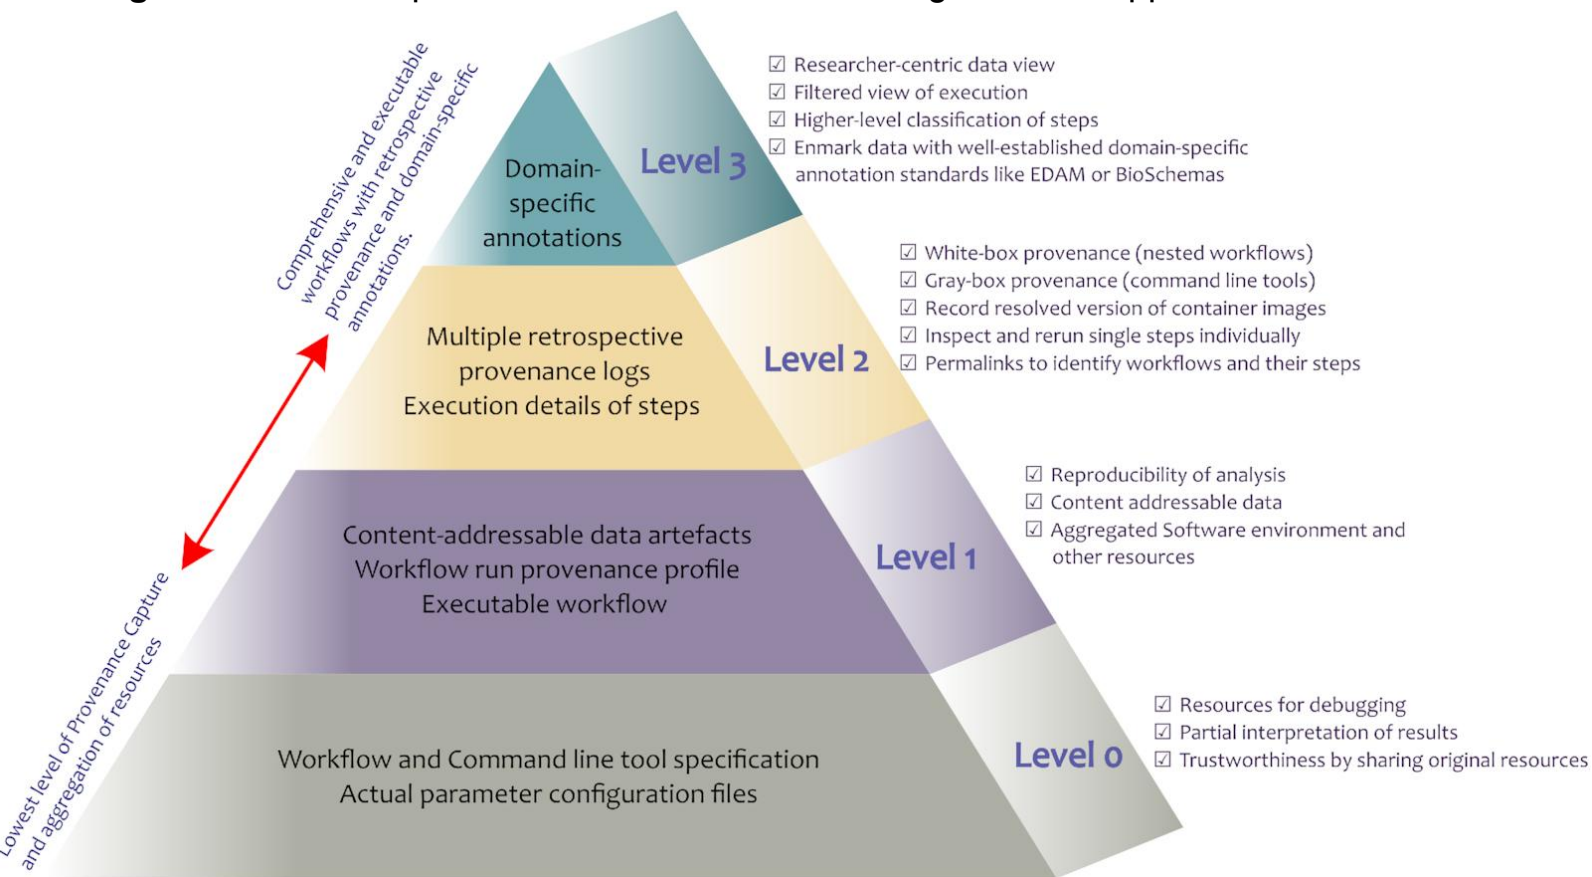 Comprehensive and executable
workflows with retrospective
provenance and domain-specific
annotations.
Domain-
specific
annotations
Level 3
☑ Researcher-centric data view
☑ Filtered view of execution
☑ Higher-level classification of steps
☑ Enmark data with well-established domain-specific
annotation standards like EDAM or BioSchemas
Multiple retrospective
provenance logs
Execution details of steps
Level 2
☑ White-box provenance (nested workflows)
☑ Gray-box provenance (command line tools)
☑ Record resolved version of container images
☑ Inspect and rerun single steps individually
☑ Permalinks to identify workflows and their steps
Content-addressable data artefacts
Workflow run provenance profile
Executable workflow
Level 1
☑ Reproducibility of analysis
☑ Content addressable data
☑ Aggregated Software environment and
other resources
Lowest level of Provenance Capture
and aggregation of resources
Workflow and Command line tool specification
Actual parameter configuration files
Level 0
☑ Resources for debugging
☑ Partial interpretation of results
☑ Trustworthiness by sharing original resources